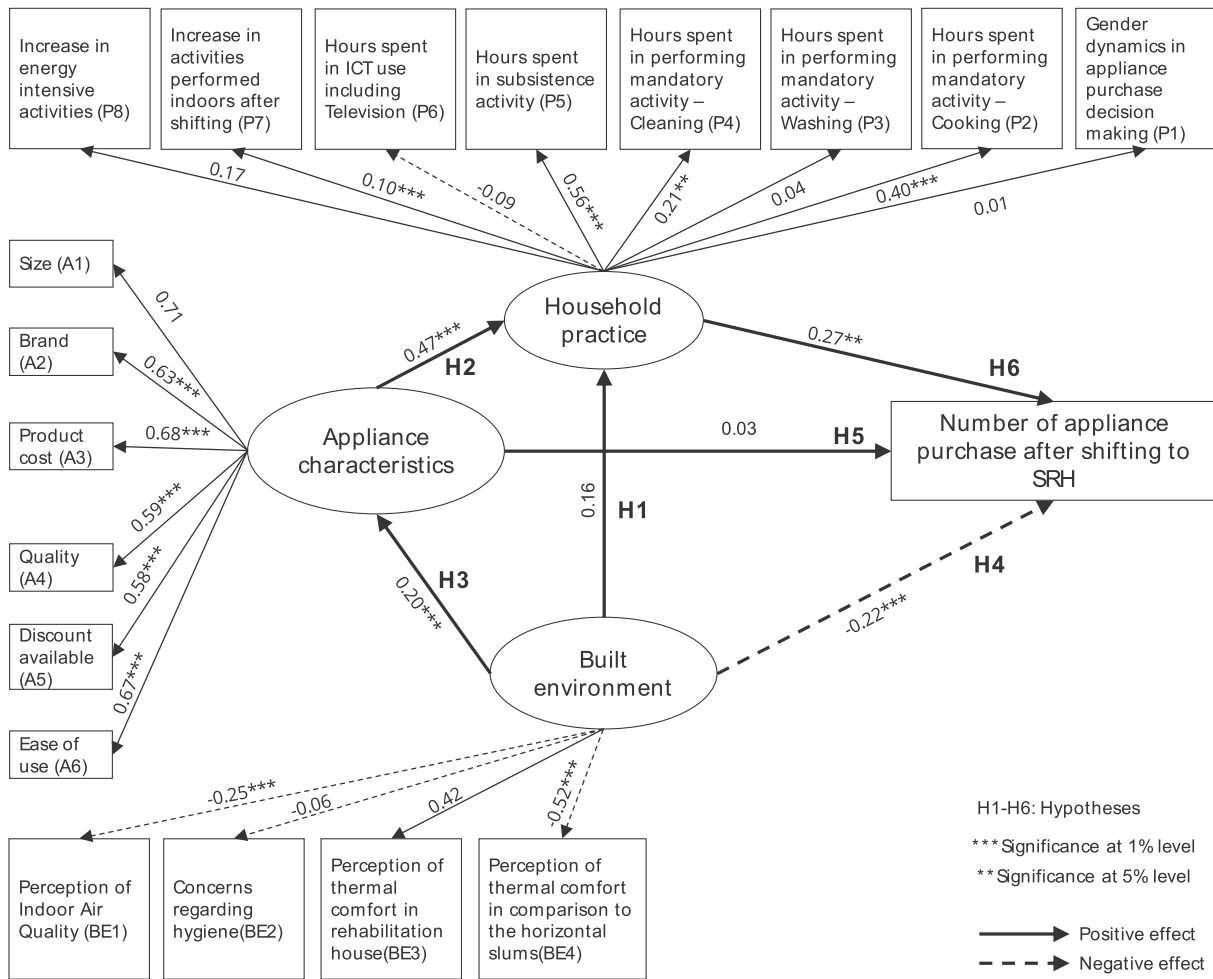 Increase in
energy
intensive
activities (P8)
Increase in
activities
performed
indoors after
shifting (P7)
Hours spent
in ICT use
including
Television (P6)
Hours spent
in subsistence
activity (P5)
Hours spent
in performing
mandatory
activity –
Cleaning (P4)
Hours spent
in performing
mandatory
activity –
Washing (P3)
Hours spent
in performing
mandatory
activity –
Cooking (P2)
Gender
dynamics in
appliance
purchase
decision
making (P1)
0.17
0.10***
-0.09
0.56***
0.21**
0.04
0.40***
0.01
Size (A1)
Brand
(A2)
Product
cost (A3)
Quality
(A4)
Discount
available
(A5)
Ease of
use (A6)
0.71
0.63***
0.68***
0.59***
0.58***
0.67***
Household
practice
0.47***
H2
0.27**
H6
Appliance
characteristics
0.03
H5
Number of appliance
purchase after shifting to
SRH
0.16
H1
H3
0.20***
H4
-0.22***
Built
environment
-0.25***
-0.06
0.42
-0.52***
Perception of
Indoor Air
Quality (BE1)
Concerns
regarding
hygiene(BE2)
Perception of
thermal
comfort in
rehabilitation
house(BE3)
Perception of
thermal comfort
in comparison to
the horizontal
slums(BE4)
H1-H6: Hypotheses
***Significance at 1% level
**Significance at 5% level
Positive effect
Negative effect